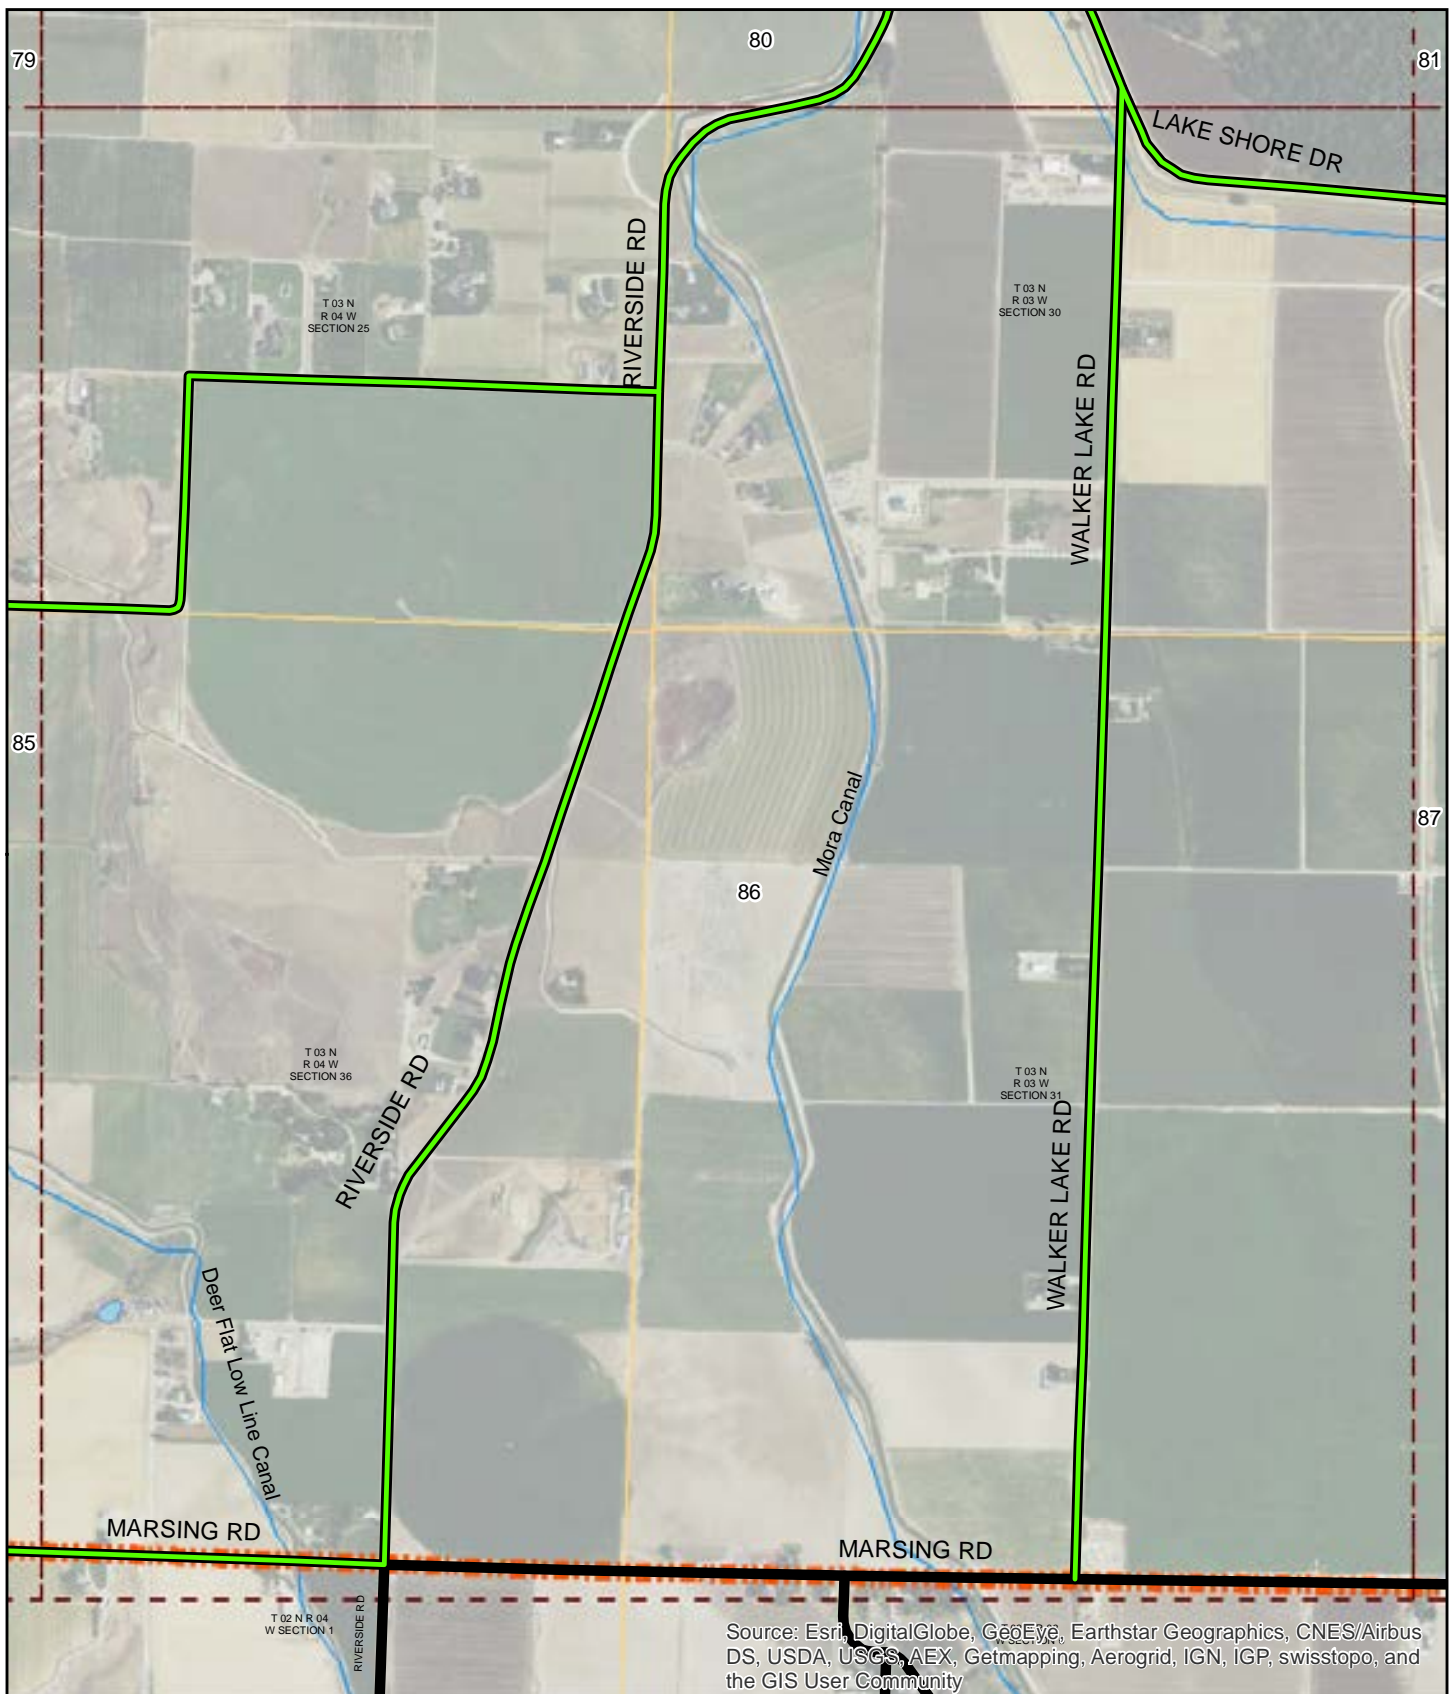 80
79
81
LAKE SHORE DR
RIVERSIDE RD
T 03 N
R 04 W
SECTION 25
T 03 N
R 03 W
SECTION 30
WALKER LAKE RD
85
Mora Canal
87
86
T 03 N
R 04 W
SECTION 36
RIVERSIDE RD
T 03 N
R 03 W
SECTION 31
WALKER LAKE RD
Deer Flat Low Line Canal
MARSING RD
MARSING RD
T 02 N R 04
W SECTION 1
RIVERSIDE RD
Source: Esri, DigitalGlobe, GeoEye, Earthstar Geographics, CNES/Airbus
DS, USDA, USGS, AEX, Getmapping, Aerogrid, IGN, IGP, swisstopo, and
the GIS User Community